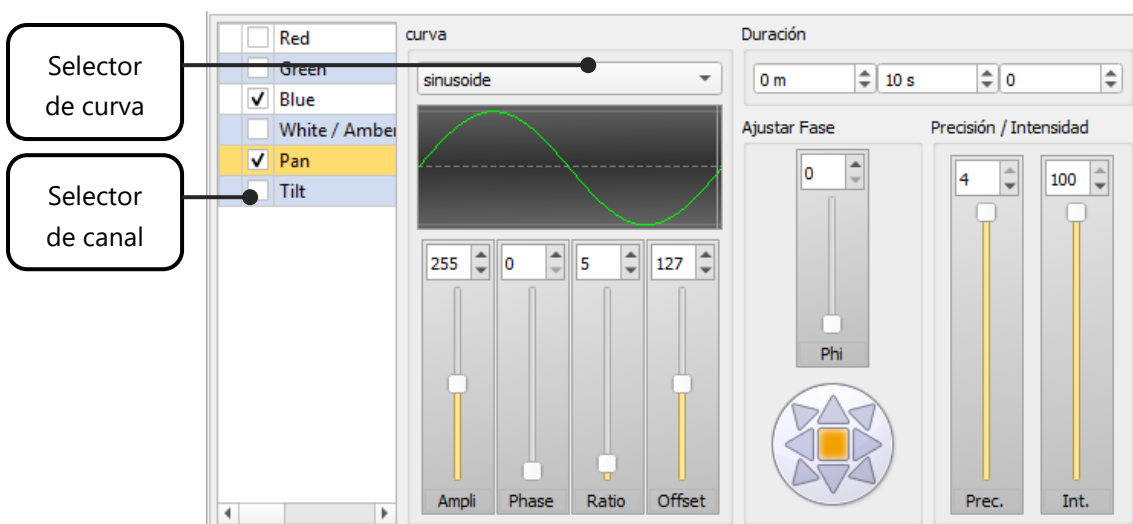 Selector
de curva
Selector
de canal
Red
Green
Blue
White / Amber
Pan
Tilt
curva
sinusoide
255
0
5
127
Ampli
Phase
Ratio
Offset
Duración
0 m
10 s
0
Ajustar Fase
0
Phi
Precisión / Intensidad
4
100
Prec.
Int.